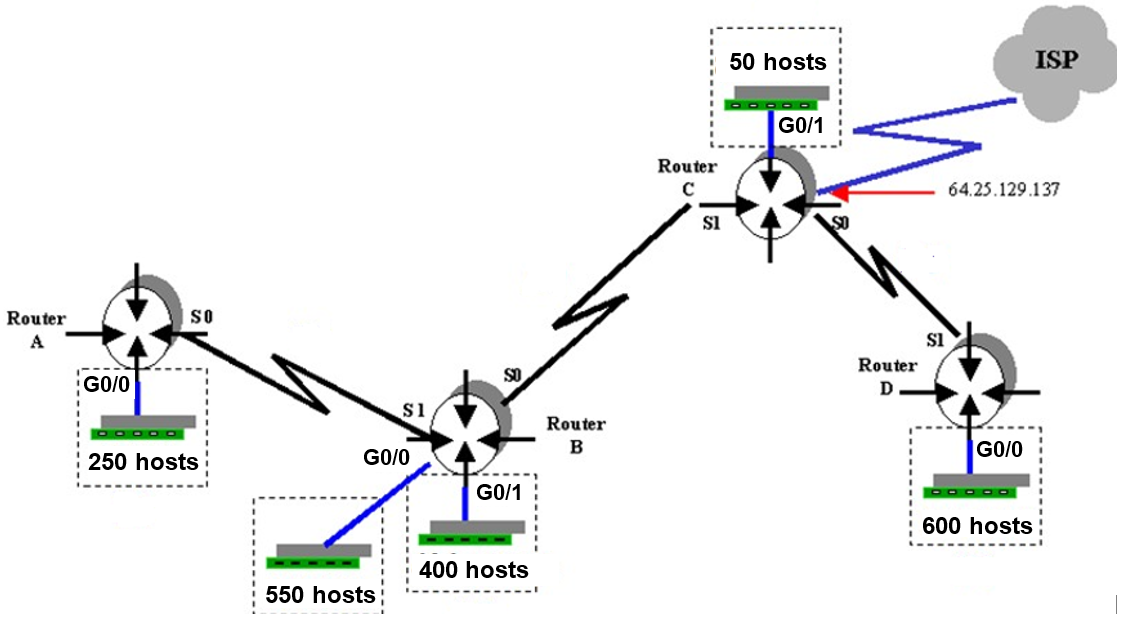 50 hosts
ISP
G0/1
Router
C
64.25.129.137
S1
S0
Router
A
S0
G0/0
250 hosts
S0
S1
Router
B
G0/0
G0/1
400 hosts
550 hosts
S1
Router
D
G0/0
600 hosts